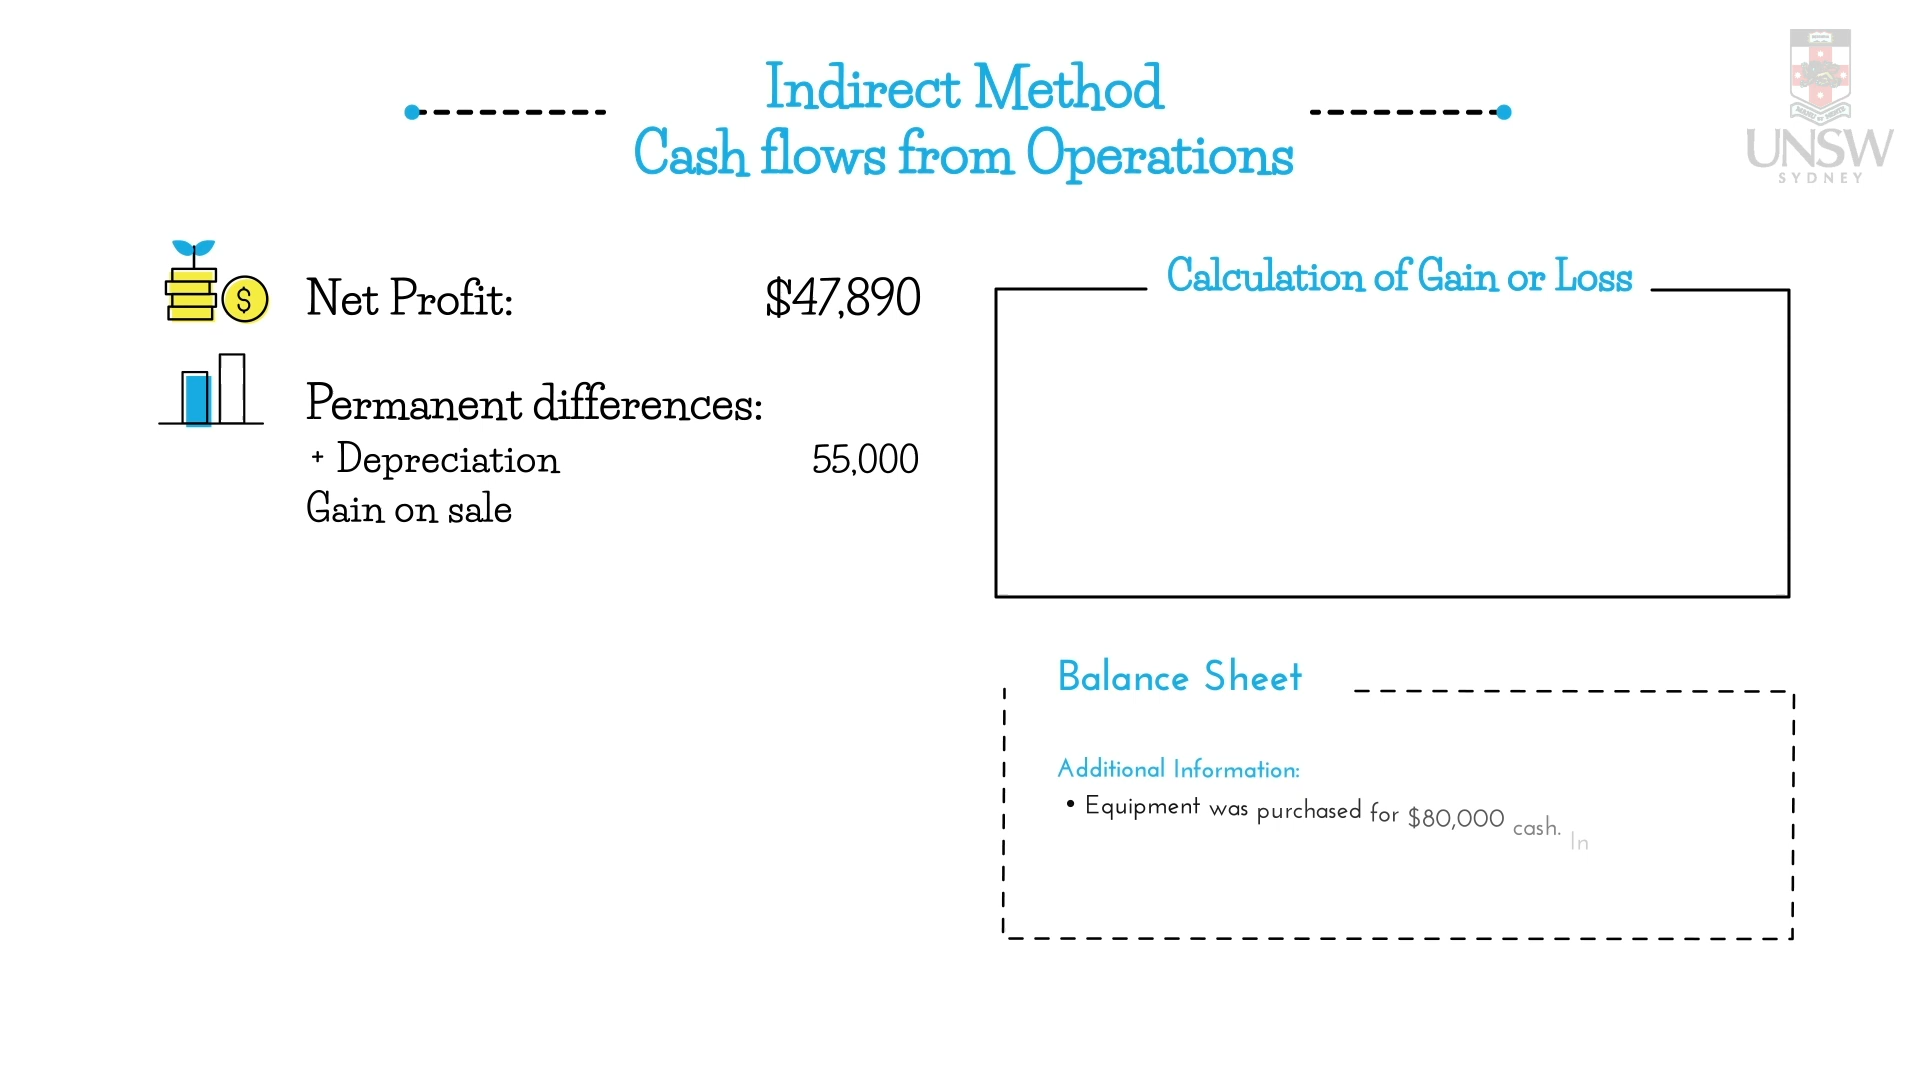 Indirect Method
Cash flows from Operations
UNSW
SYDNEY
Net Profit: $47,890
Permanent differences:
+ Depreciation 55,000
Gain on sale
Calculation of Gain or Loss
Balance Sheet
Additional Information:
• Equipment was purchased for $80,000 cash. In